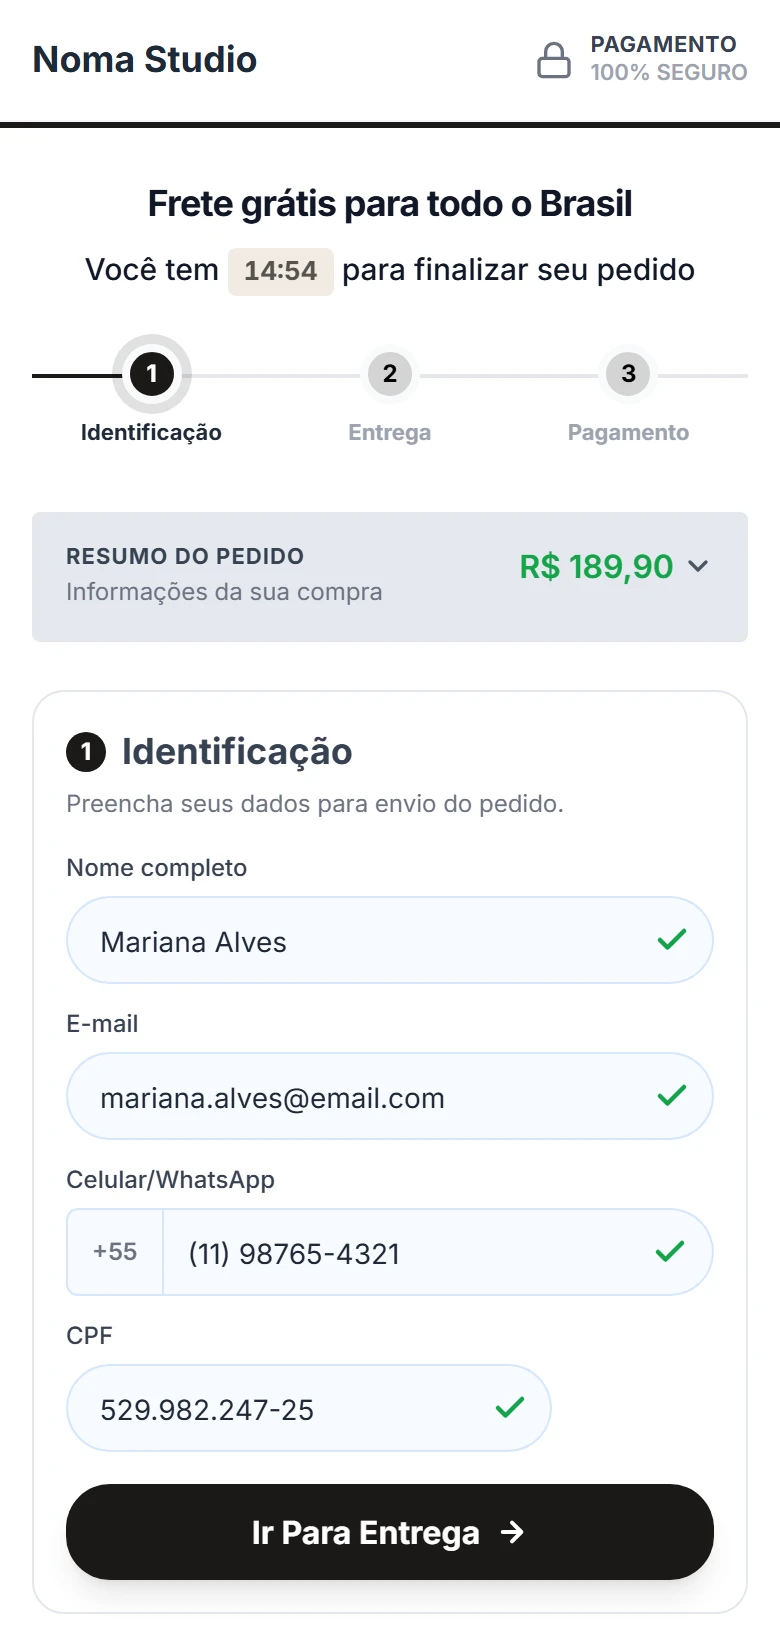 Noma Studio
PAGAMENTO
100% SEGURO
Frete grátis para todo o Brasil
Você tem 14:54 para finalizar seu pedido
1 2 3
Identificação Entrega Pagamento
RESUMO DO PEDIDO
Informações da sua compra
R$ 189,90
1 Identificação
Preencha seus dados para envio do pedido.
Nome completo
Mariana Alves
E-mail
mariana.alves@email.com
Celular/WhatsApp
+55 (11) 98765-4321
CPF
529.982.247-25
Ir Para Entrega →